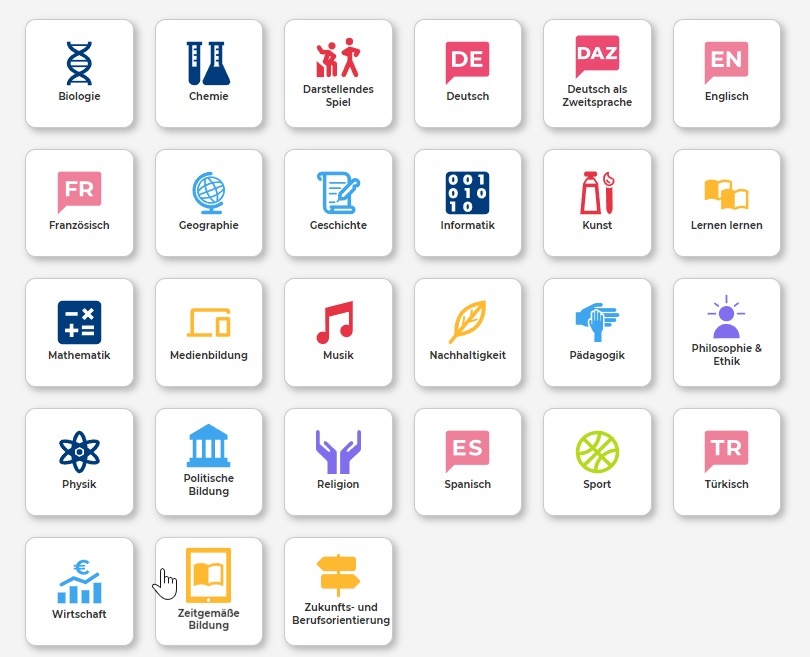 Biologie
Chemie
Darstellendes
Spiel
DE
Deutsch
DAZ
Deutsch als
Zweitsprache
EN
Englisch
FR
Französisch
Geographie
Geschichte
001
010
10
Informatik
Kunst
Lernen lernen
Mathematik
Medienbildung
Musik
Nachhaltigkeit
Pädagogik
Philosophie &
Ethik
Physik
Politische
Bildung
Religion
ES
Spanisch
Sport
TR
Türkisch
€
Wirtschaft
Zeitgemäße
Bildung
Zukunfts- und
Berufsorientierung